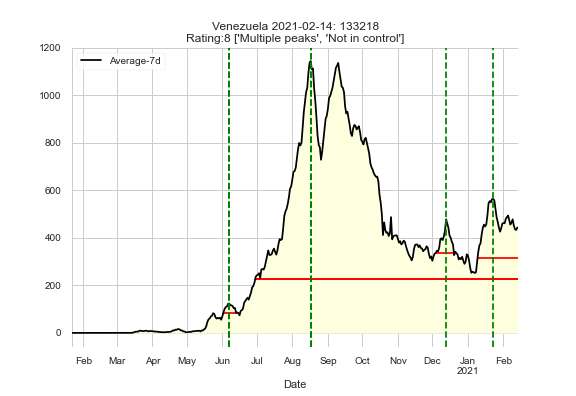 Venezuela 2021-02-14: 133218
Rating:8 ['Multiple peaks', 'Not in control']
1200
Average-7d
1000
800
600
400
200
0
Feb Mar Apr May Jun Jul Aug Sep Oct Nov Dec Jan Feb
2021
Date